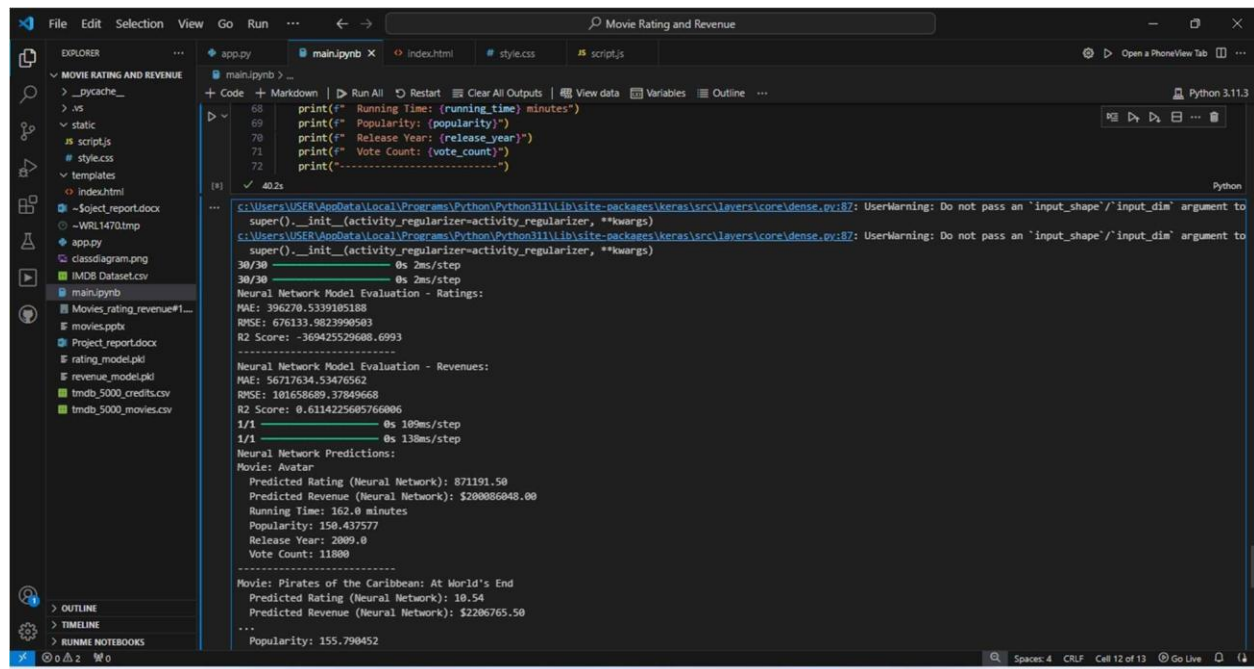 File Edit Selection View Go Run ... Movie Rating and Revenue
EXPLORER ...
MOVIE RATING AND REVENUE
__pycache__
.vs
static
JS script.js
# style.css
templates
index.html
~$oject_report.docx
~WRL1470.tmp
app.py
classdiagram.png
IMDB Dataset.csv
main.ipynb
Movies_rating_revenue#1....
movies.pptx
Project_report.docx
rating_model.pkl
revenue_model.pkl
tmdb_5000_credits.csv
tmdb_5000_movies.csv
OUTLINE
TIMELINE
RUNME NOTEBOOKS
app.py main.ipynb index.html # style.css JS script.js Open a PhoneView Tab ...
main.ipynb > ...
+ Code + Markdown | Run All Restart Clear All Outputs | View data Variables Outline ... Python 3.11.3
68 print(f"  Running Time: {running_time} minutes")
69 print(f"  Popularity: {popularity}")
70 print(f"  Release Year: {release_year}")
71 print(f"  Vote Count: {vote_count}")
72 print("----------------------------")
[8] ✓ 40.2s Python
... c:\Users\USER\AppData\Local\Programs\Python\Python311\Lib\site-packages\keras\src\layers\core\dense.py:87: UserWarning: Do not pass an `input_shape`/`input_dim` argument to
super().__init__(activity_regularizer=activity_regularizer, **kwargs)
c:\Users\USER\AppData\Local\Programs\Python\Python311\Lib\site-packages\keras\src\layers\core\dense.py:87: UserWarning: Do not pass an `input_shape`/`input_dim` argument to
super().__init__(activity_regularizer=activity_regularizer, **kwargs)
30/30 0s 2ms/step
30/30 0s 2ms/step
Neural Network Model Evaluation - Ratings:
MAE: 396270.5339105188
RMSE: 676133.9823990503
R2 Score: -369425529608.6993
----------------------------
Neural Network Model Evaluation - Revenues:
MAE: 56717634.53476562
RMSE: 101658689.37849668
R2 Score: 0.6114225605766006
1/1 0s 109ms/step
1/1 0s 138ms/step
Neural Network Predictions:
Movie: Avatar
Predicted Rating (Neural Network): 871191.50
Predicted Revenue (Neural Network): $200086048.00
Running Time: 162.0 minutes
Popularity: 150.437577
Release Year: 2009.0
Vote Count: 11800
----------------------------
Movie: Pirates of the Caribbean: At World's End
Predicted Rating (Neural Network): 10.54
Predicted Revenue (Neural Network): $2206765.50
...
Popularity: 155.790452
0 2 0 Spaces: 4 CRLF Cell 12 of 13 Go Live